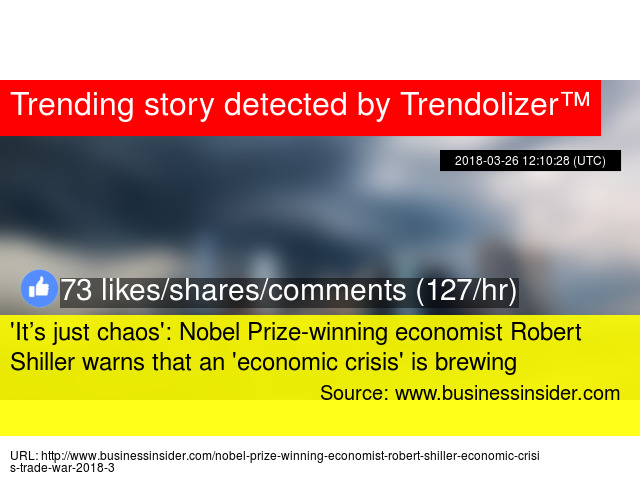 Trending story detected by Trendolizer™
2018-03-26 12:10:28 (UTC)
73 likes/shares/comments (127/hr)
'It’s just chaos': Nobel Prize-winning economist Robert
Shiller warns that an 'economic crisis' is brewing
Source: www.businessinsider.com
URL: http://www.businessinsider.com/nobel-prize-winning-economist-robert-shiller-economic-crisi
s-trade-war-2018-3